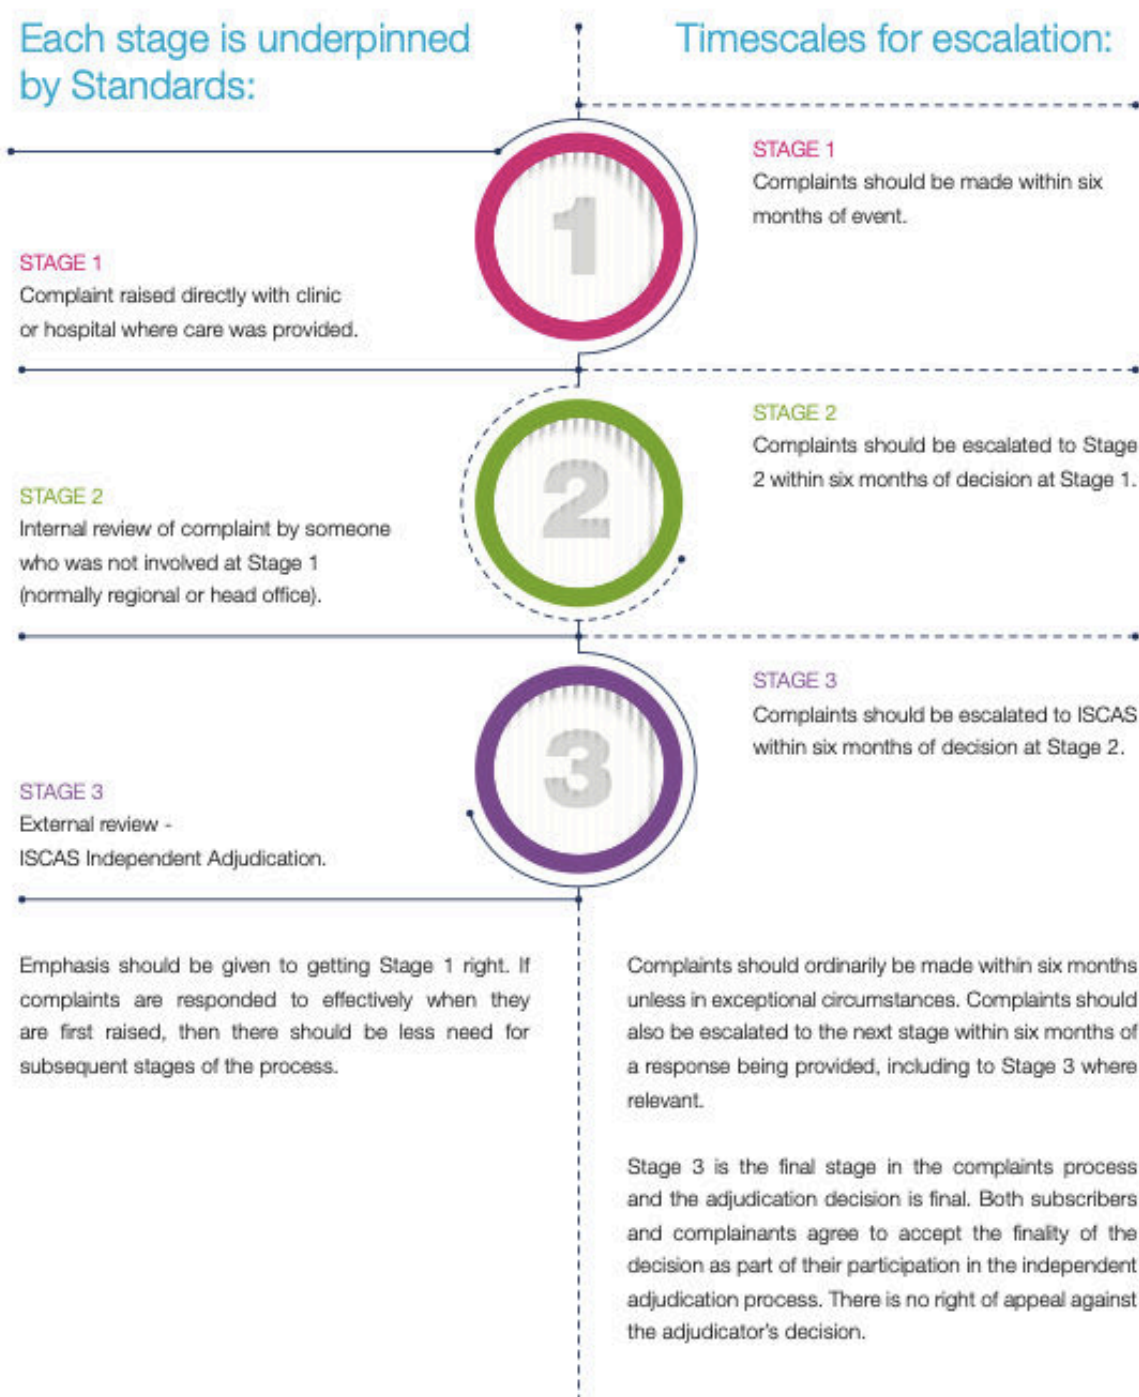 Each stage is underpinned
by Standards:
Timescales for escalation:
1
STAGE 1
Complaints should be made within six
months of event.
STAGE 1
Complaint raised directly with clinic
or hospital where care was provided.
2
STAGE 2
Complaints should be escalated to Stage
2 within six months of decision at Stage 1.
STAGE 2
Internal review of complaint by someone
who was not involved at Stage 1
(normally regional or head office).
3
STAGE 3
Complaints should be escalated to ISCAS
within six months of decision at Stage 2.
STAGE 3
External review -
ISCAS Independent Adjudication.
Emphasis should be given to getting Stage 1 right. If
complaints are responded to effectively when they
are first raised, then there should be less need for
subsequent stages of the process.
Complaints should ordinarily be made within six months
unless in exceptional circumstances. Complaints should
also be escalated to the next stage within six months of
a response being provided, including to Stage 3 where
relevant.
Stage 3 is the final stage in the complaints process
and the adjudication decision is final. Both subscribers
and complainants agree to accept the finality of the
decision as part of their participation in the independent
adjudication process. There is no right of appeal against
the adjudicator's decision.